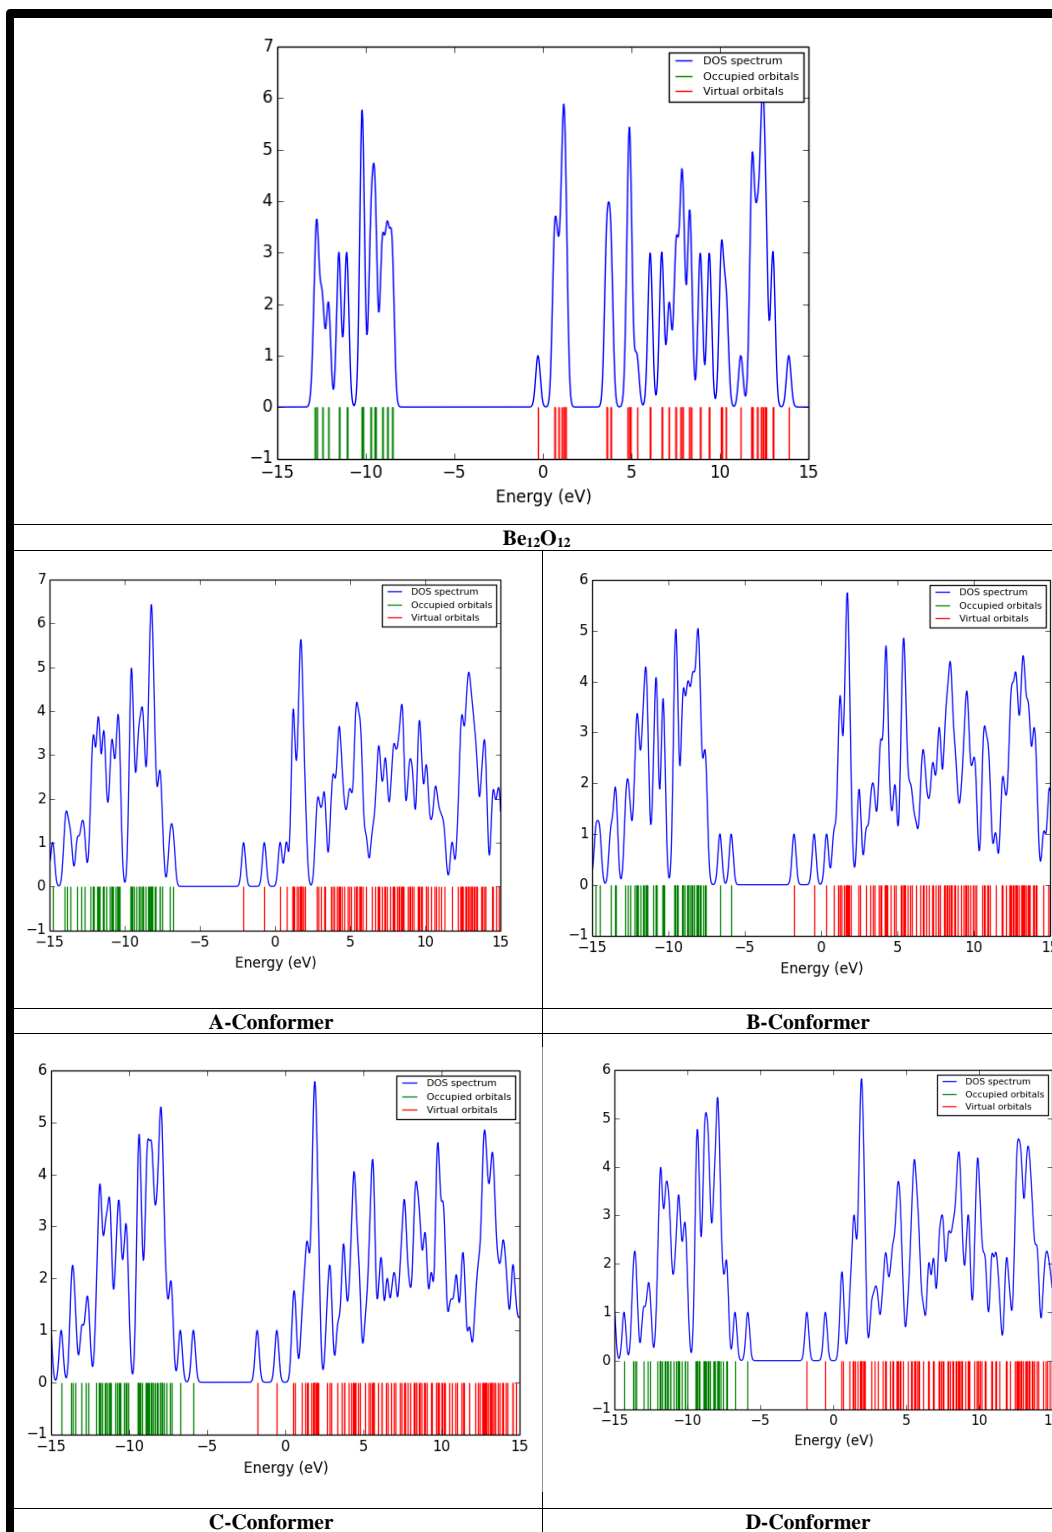 7
6
5
4
3
2
1
0
−1
−15 −10 −5 0 5 10 15
Energy (eV)
DOS spectrum
Occupied orbitals
Virtual orbitals
Be₁₂O₁₂
7
6
5
4
3
2
1
0
−1
−15 −10 −5 0 5 10 15
Energy (eV)
DOS spectrum
Occupied orbitals
Virtual orbitals
6
5
4
3
2
1
0
−1
−15 −10 −5 0 5 10 15
Energy (eV)
DOS spectrum
Occupied orbitals
Virtual orbitals
A-Conformer
B-Conformer
6
5
4
3
2
1
0
−1
−15 −10 −5 0 5 10 15
Energy (eV)
DOS spectrum
Occupied orbitals
Virtual orbitals
6
5
4
3
2
1
0
−1
−15 −10 −5 0 5 10
Energy (eV)
DOS spectrum
Occupied orbitals
Virtual orbitals
C-Conformer
D-Conformer